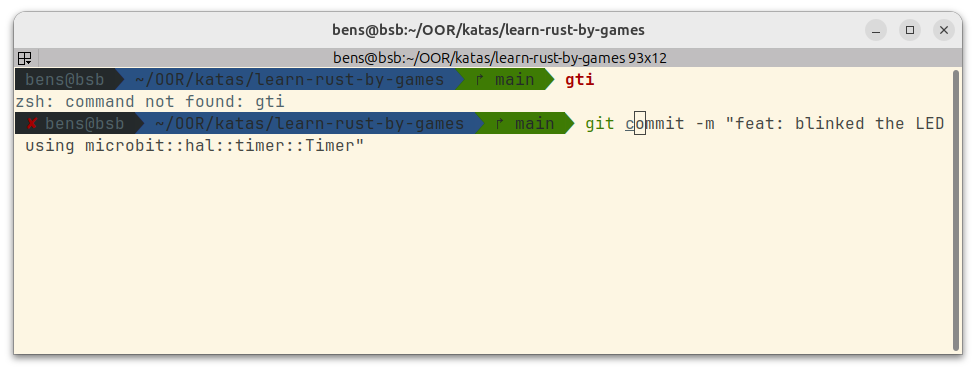 bens@bsb:~/OOR/katas/learn-rust-by-games
bens@bsb:~/OOR/katas/learn-rust-by-games 93x12
bens@bsb ~/OOR/katas/learn-rust-by-games ↱ main gti
zsh: command not found: gti
✘ bens@bsb ~/OOR/katas/learn-rust-by-games ↱ main git commit -m "feat: blinked the LED
using microbit::hal::timer::Timer"